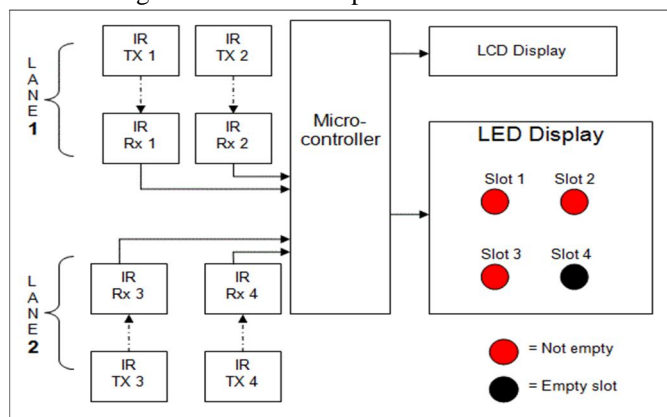 L
A
N
E
1
IR
TX 1
IR
TX 2
IR
Rx 1
IR
Rx 2
Micro-
controller
LCD Display
LED Display
Slot 1
Slot 2
Slot 3
Slot 4
L
A
N
E
2
IR
Rx 3
IR
Rx 4
IR
TX 3
IR
TX 4
= Not empty
= Empty slot